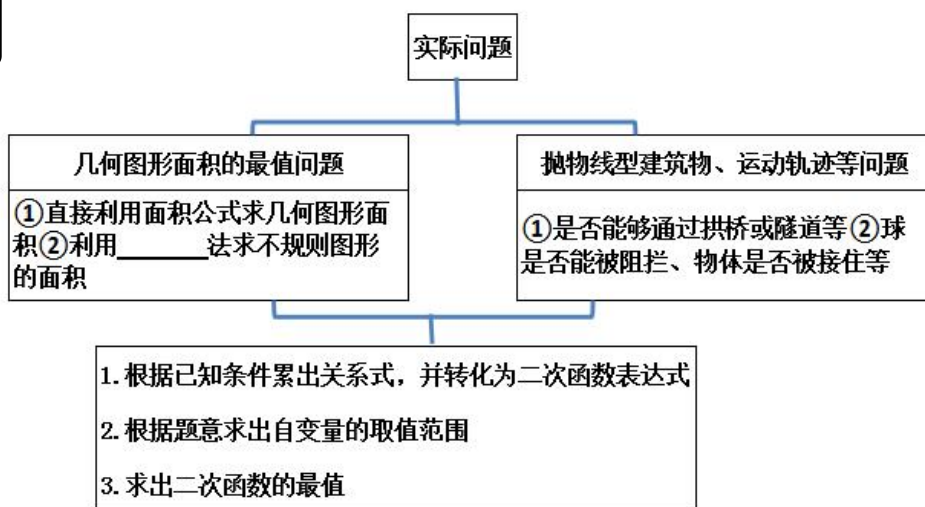 实际问题
几何图形面积的最值问题
①直接利用面积公式求几何图形面
积②利用_______法求不规则图形
的面积
抛物线型建筑物、运动轨迹等问题
①是否能够通过拱桥或隧道等②球
是否能被阻拦、物体是否被接住等
1.根据已知条件累出关系式，并转化为二次函数表达式
2.根据题意求出自变量的取值范围
3.求出二次函数的最值